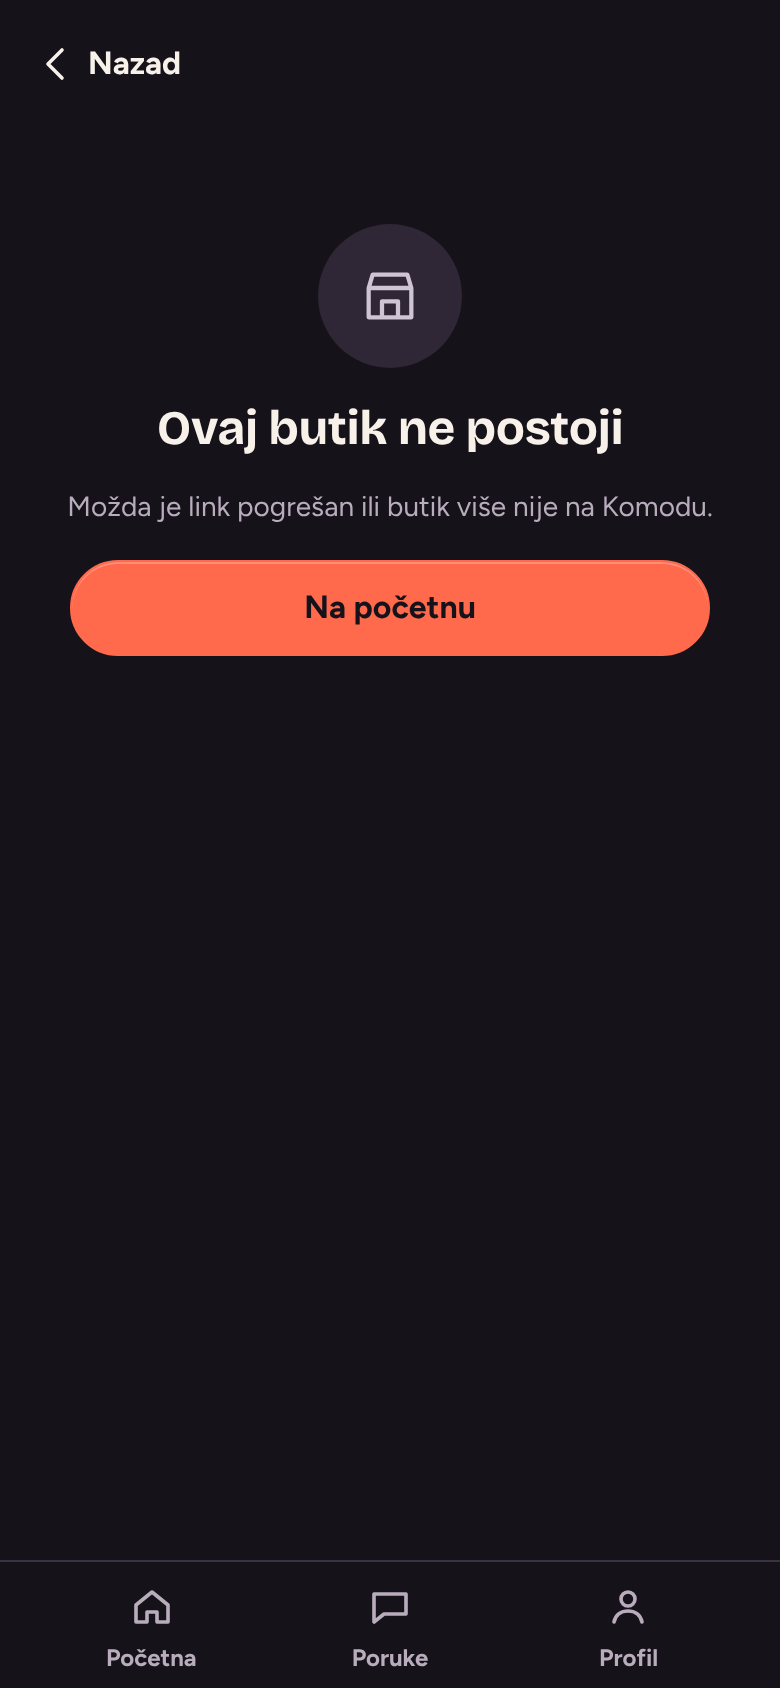 Nazad
Ovaj butik ne postoji
Možda je link pogrešan ili butik više nije na Komodu.
Na početnu
Početna
Poruke
Profil